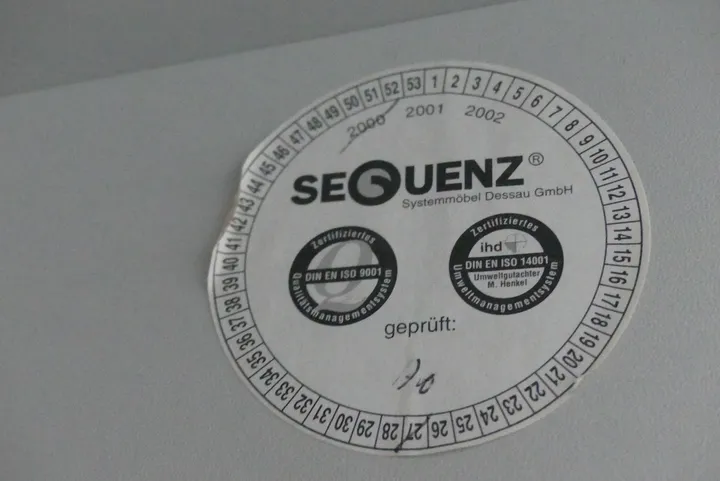 1 2 3 4 5 6 7 8 9 10 11 12 13 14 15 16 17 18 19 20 21 22 23 24 25 26 27 28 29 30 31 32 33 34 35 36 37 38 39 40 41 42 43 44 45 46 47 48 49 50 51 52 53
2000 2001 2002
SEQUENZ®
Systemmöbel Dessau GmbH
Zertifiziertes
DIN EN ISO 9001
Qualitätsmanagementsystem
Q
Zertifiziertes
ihd
DIN EN ISO 14001
Umweltgutachter
M. Henkel
Umweltmanagementsystem
geprüft: